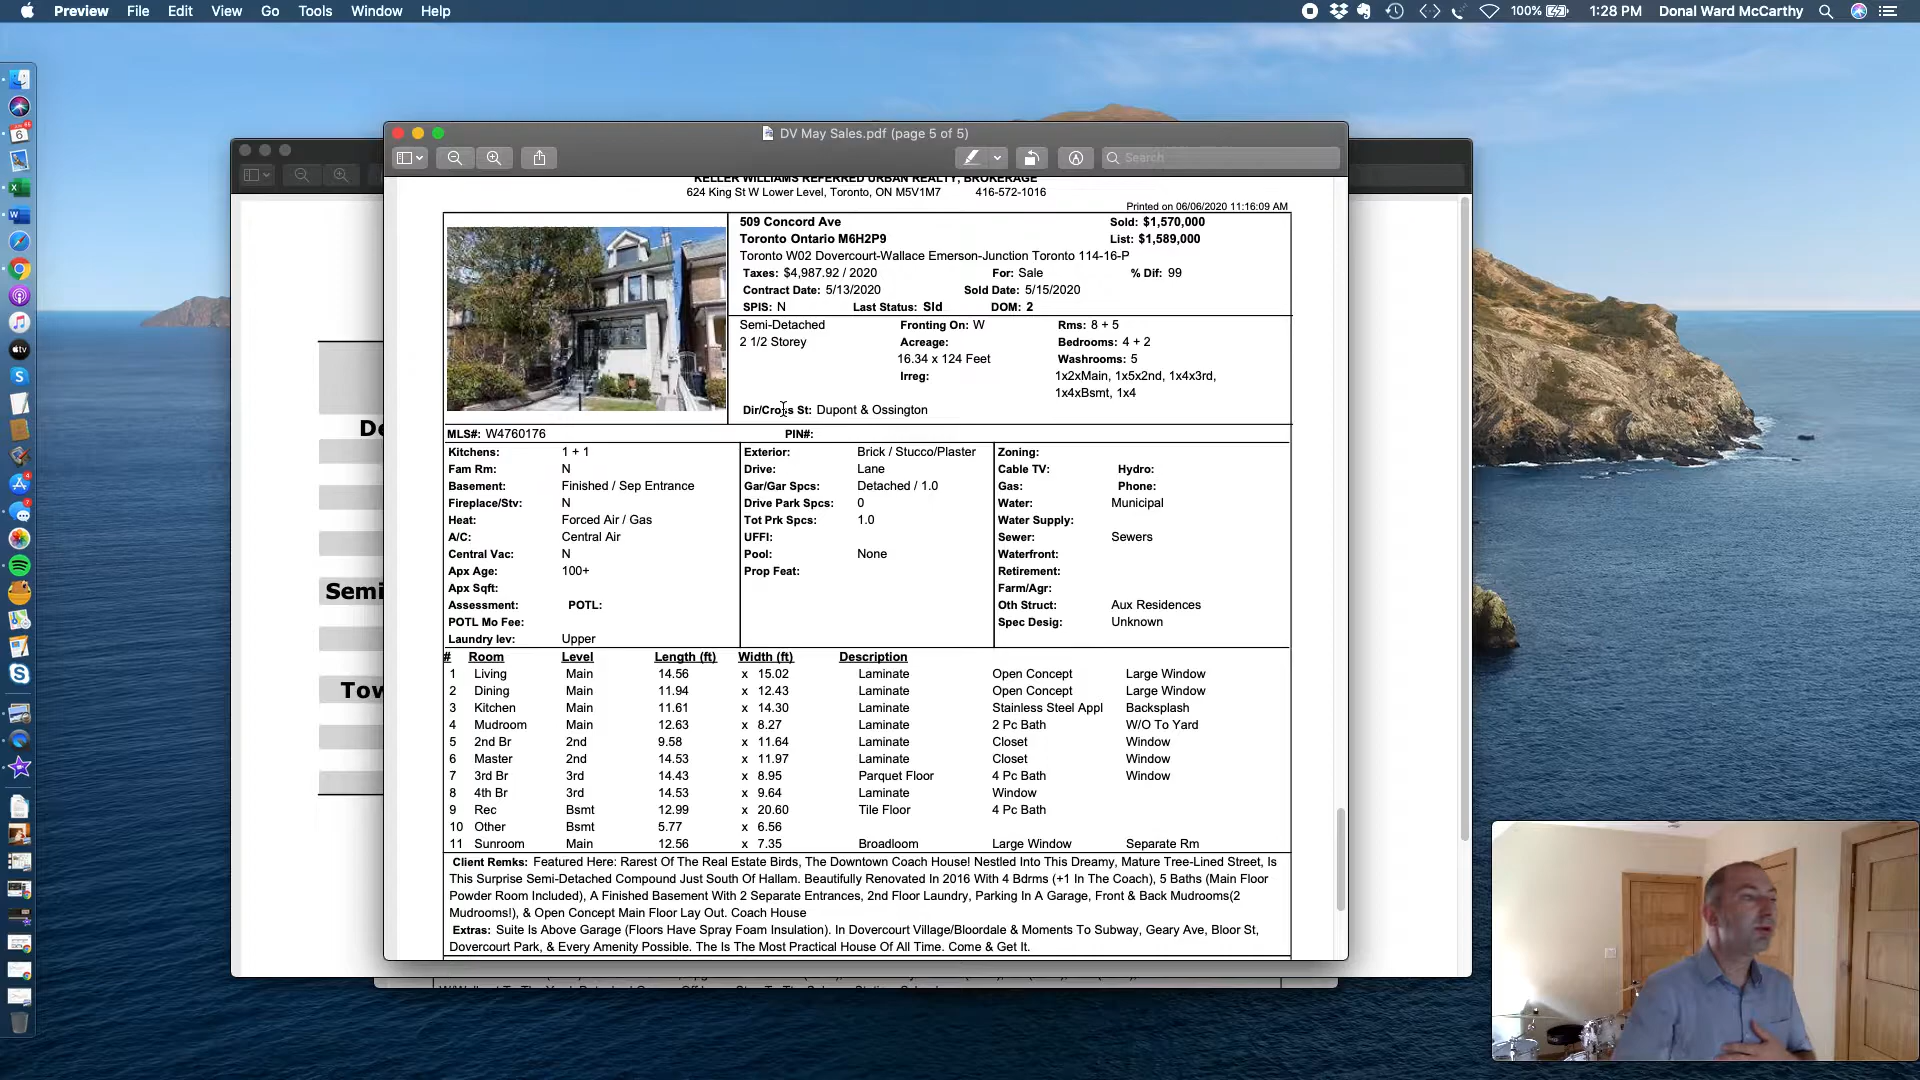 Preview File Edit View Go Tools Window Help 100% 1:28 PM Donal Ward McCarthy
DV May Sales.pdf (page 5 of 5)
Search
KELLER WILLIAMS REFERRED URBAN REALTY, BROKERAGE
624 King St W Lower Level, Toronto, ON M5V1M7 416-572-1016
Printed on 06/06/2020 11:16:09 AM
509 Concord Ave Sold: $1,570,000
Toronto Ontario M6H2P9 List: $1,589,000
Toronto W02 Dovercourt-Wallace Emerson-Junction Toronto 114-16-P
Taxes: $4,987.92 / 2020 For: Sale % Dif: 99
Contract Date: 5/13/2020 Sold Date: 5/15/2020
SPIS: N Last Status: Sld DOM: 2
Semi-Detached Fronting On: W Rms: 8 + 5
2 1/2 Storey Acreage: Bedrooms: 4 + 2
16.34 x 124 Feet Washrooms: 5
Irreg: 1x2xMain, 1x5x2nd, 1x4x3rd,
1x4xBsmt, 1x4
Dir/Cross St: Dupont & Ossington
MLS#: W4760176 PIN#:
Kitchens: 1 + 1 Exterior: Brick / Stucco/Plaster Zoning:
Fam Rm: N Drive: Lane Cable TV: Hydro:
Basement: Finished / Sep Entrance Gar/Gar Spcs: Detached / 1.0 Gas: Phone:
Fireplace/Stv: N Drive Park Spcs: 0 Water: Municipal
Heat: Forced Air / Gas Tot Prk Spcs: 1.0 Water Supply:
A/C: Central Air UFFI: Sewer: Sewers
Central Vac: N Pool: None Waterfront:
Apx Age: 100+ Prop Feat: Retirement:
Apx Sqft: Farm/Agr:
Assessment: POTL: Oth Struct: Aux Residences
POTL Mo Fee: Spec Desig: Unknown
Laundry lev: Upper
# Room Level Length (ft) Width (ft) Description
1 Living Main 14.56 x 15.02 Laminate Open Concept Large Window
2 Dining Main 11.94 x 12.43 Laminate Open Concept Large Window
3 Kitchen Main 11.61 x 14.30 Laminate Stainless Steel Appl Backsplash
4 Mudroom Main 12.63 x 8.27 Laminate 2 Pc Bath W/O To Yard
5 2nd Br 2nd 9.58 x 11.64 Laminate Closet Window
6 Master 2nd 14.53 x 11.97 Laminate Closet Window
7 3rd Br 3rd 14.43 x 8.95 Parquet Floor 4 Pc Bath Window
8 4th Br 3rd 14.53 x 9.64 Laminate Window
9 Rec Bsmt 12.99 x 20.60 Tile Floor 4 Pc Bath
10 Other Bsmt 5.77 x 6.56
11 Sunroom Main 12.56 x 7.35 Broadloom Large Window Separate Rm
Client Remks: Featured Here: Rarest Of The Real Estate Birds, The Downtown Coach House! Nestled Into This Dreamy, Mature Tree-Lined Street, Is
This Surprise Semi-Detached Compound Just South Of Hallam. Beautifully Renovated In 2016 With 4 Bdrms (+1 In The Coach), 5 Baths (Main Floor
Powder Room Included), A Finished Basement With 2 Separate Entrances, 2nd Floor Laundry, Parking In A Garage, Front & Back Mudrooms(2
Mudrooms!), & Open Concept Main Floor Lay Out. Coach House
Extras: Suite Is Above Garage (Floors Have Spray Foam Insulation). In Dovercourt Village/Bloordale & Moments To Subway, Geary Ave, Bloor St,
Dovercourt Park, & Every Amenity Possible. The Is The Most Practical House Of All Time. Come & Get It.
De
Semi
Tow